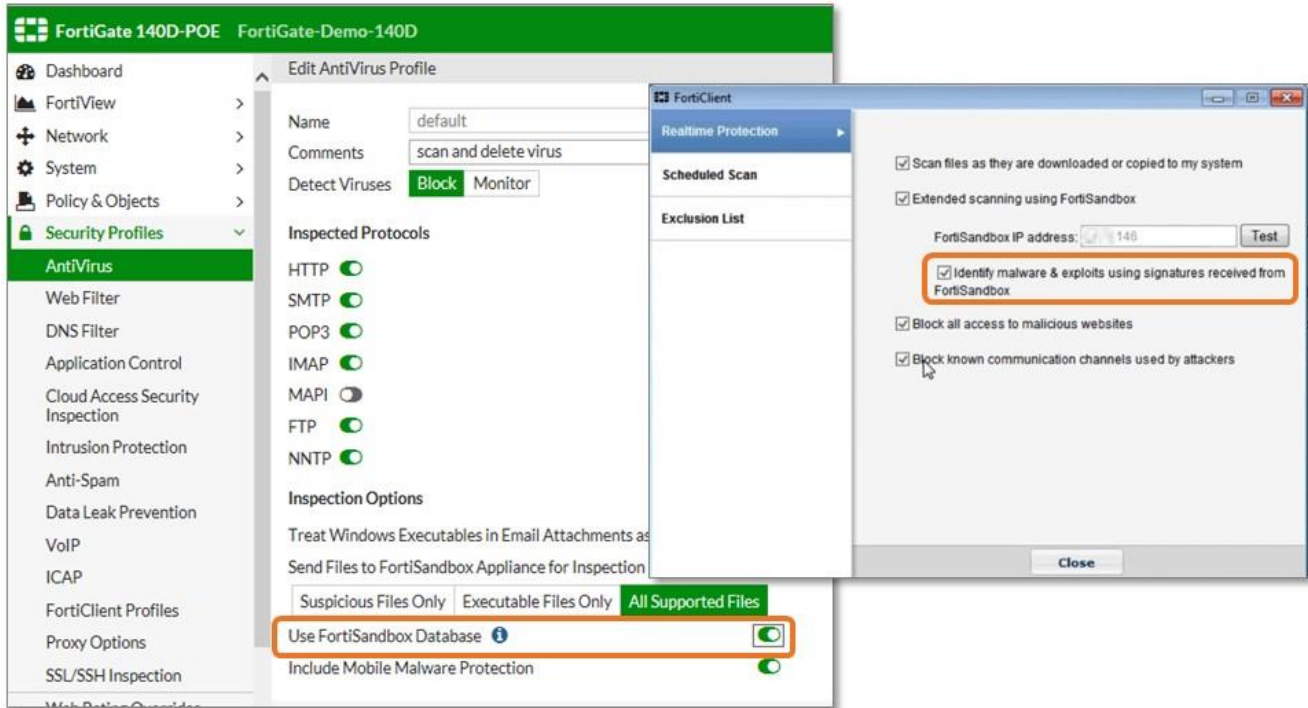 FortiGate 140D-POE FortiGate-Demo-140D
Dashboard
FortiView
Network
System
Policy & Objects
Security Profiles
AntiVirus
Web Filter
DNS Filter
Application Control
Cloud Access Security
Inspection
Intrusion Protection
Anti-Spam
Data Leak Prevention
VoIP
ICAP
FortiClient Profiles
Proxy Options
SSL/SSH Inspection
Edit AntiVirus Profile
Name default
Comments scan and delete virus
Detect Viruses Block Monitor
Inspected Protocols
HTTP
SMTP
POP3
IMAP
MAPI
FTP
NNTP
Inspection Options
Treat Windows Executables in Email Attachments as
Send Files to FortiSandbox Appliance for Inspection
Suspicious Files Only Executable Files Only All Supported Files
Use FortiSandbox Database
Include Mobile Malware Protection
FortiClient
Realtime Protection
Scheduled Scan
Exclusion List
Scan files as they are downloaded or copied to my system
Extended scanning using FortiSandbox
FortiSandbox IP address: 146 Test
Identify malware & exploits using signatures received from
FortiSandbox
Block all access to malicious websites
Block known communication channels used by attackers
Close